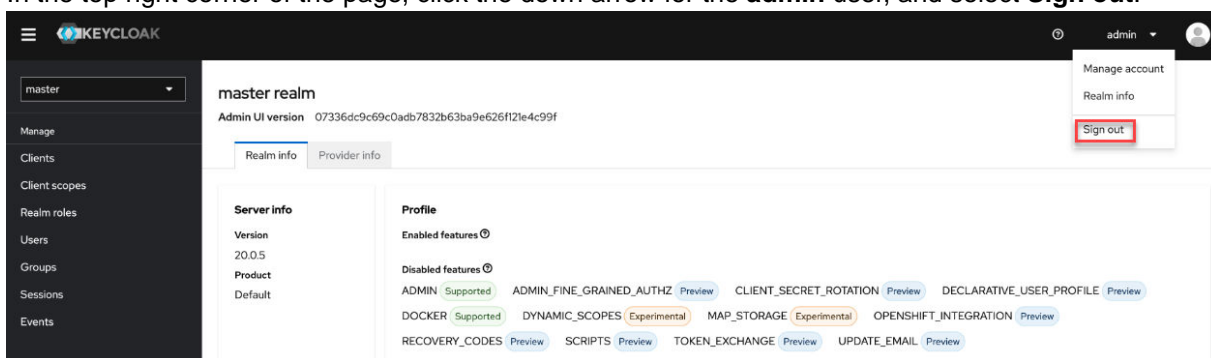 In the top right corner of the page, click the down arrow for the admin user, and select Sign out.
KEYCLOAK
admin
Manage account
Realm info
Sign out
master
Manage
Clients
Client scopes
Realm roles
Users
Groups
Sessions
Events
master realm
Admin UI version 07336dc9c69c0adb7832b63ba9e626f121e4c99f
Realm info Provider info
Server info
Version
20.0.5
Product
Default
Profile
Enabled features
Disabled features
ADMIN Supported ADMIN_FINE_GRAINED_AUTHZ Preview CLIENT_SECRET_ROTATION Preview DECLARATIVE_USER_PROFILE Preview
DOCKER Supported DYNAMIC_SCOPES Experimental MAP_STORAGE Experimental OPENSHIFT_INTEGRATION Preview
RECOVERY_CODES Preview SCRIPTS Preview TOKEN_EXCHANGE Preview UPDATE_EMAIL Preview